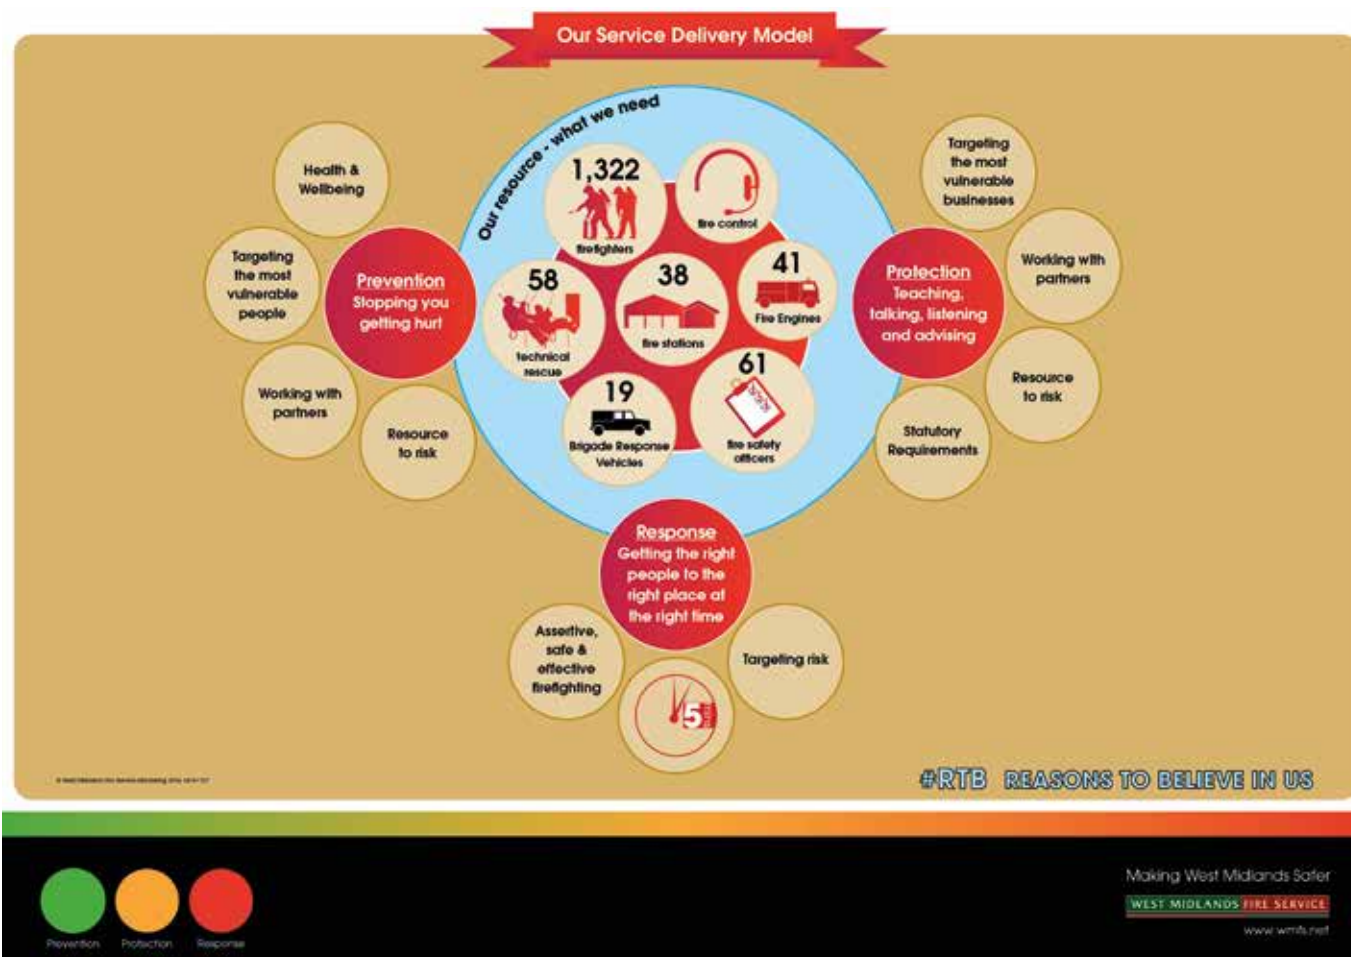 Our Service Delivery Model
Our resource - what we need
1,322
firefighters
fire control
58
technical
rescue
38
fire stations
41
Fire Engines
19
Brigade Response
Vehicles
61
fire safety
officers
Prevention
Stopping you
getting hurt
Health &
Wellbeing
Targeting
the most
vulnerable
people
Working with
partners
Resource
to risk
Protection
Teaching,
talking, listening
and advising
Targeting
the most
vulnerable
businesses
Working with
partners
Resource
to risk
Statutory
Requirements
Response
Getting the right
people to the
right place at
the right time
Assertive,
safe &
effective
firefighting
5
Targeting risk
#RTB REASONS TO BELIEVE IN US
Prevention
Protection
Response
Making West Midlands Safer
WEST MIDLANDS FIRE SERVICE
www.wmfs.net